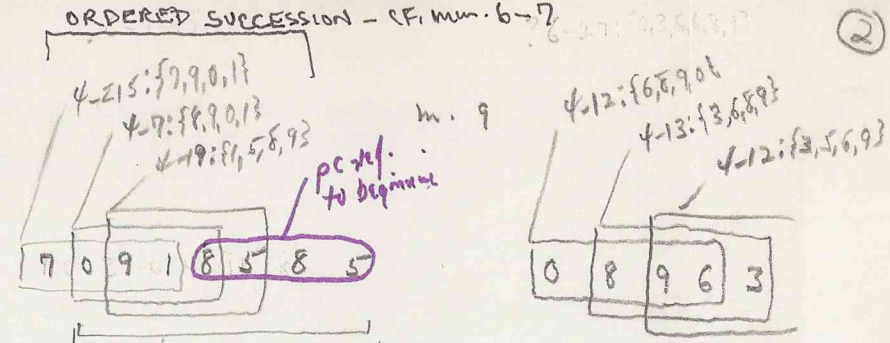 ORDERED SUCCESSION - CF. mm. 6-7
2
4-Z15: {7,9,0,1}
4-7: {8,9,0,1}
4-19: {1,5,8,9}
m. 9
pc ref. to beginning
4-12: {6,8,9,0}
4-13: {3,6,8,9}
4-12: {3,5,6,9}
7 0 9 1 8 5 8 5
0 8 9 6 3